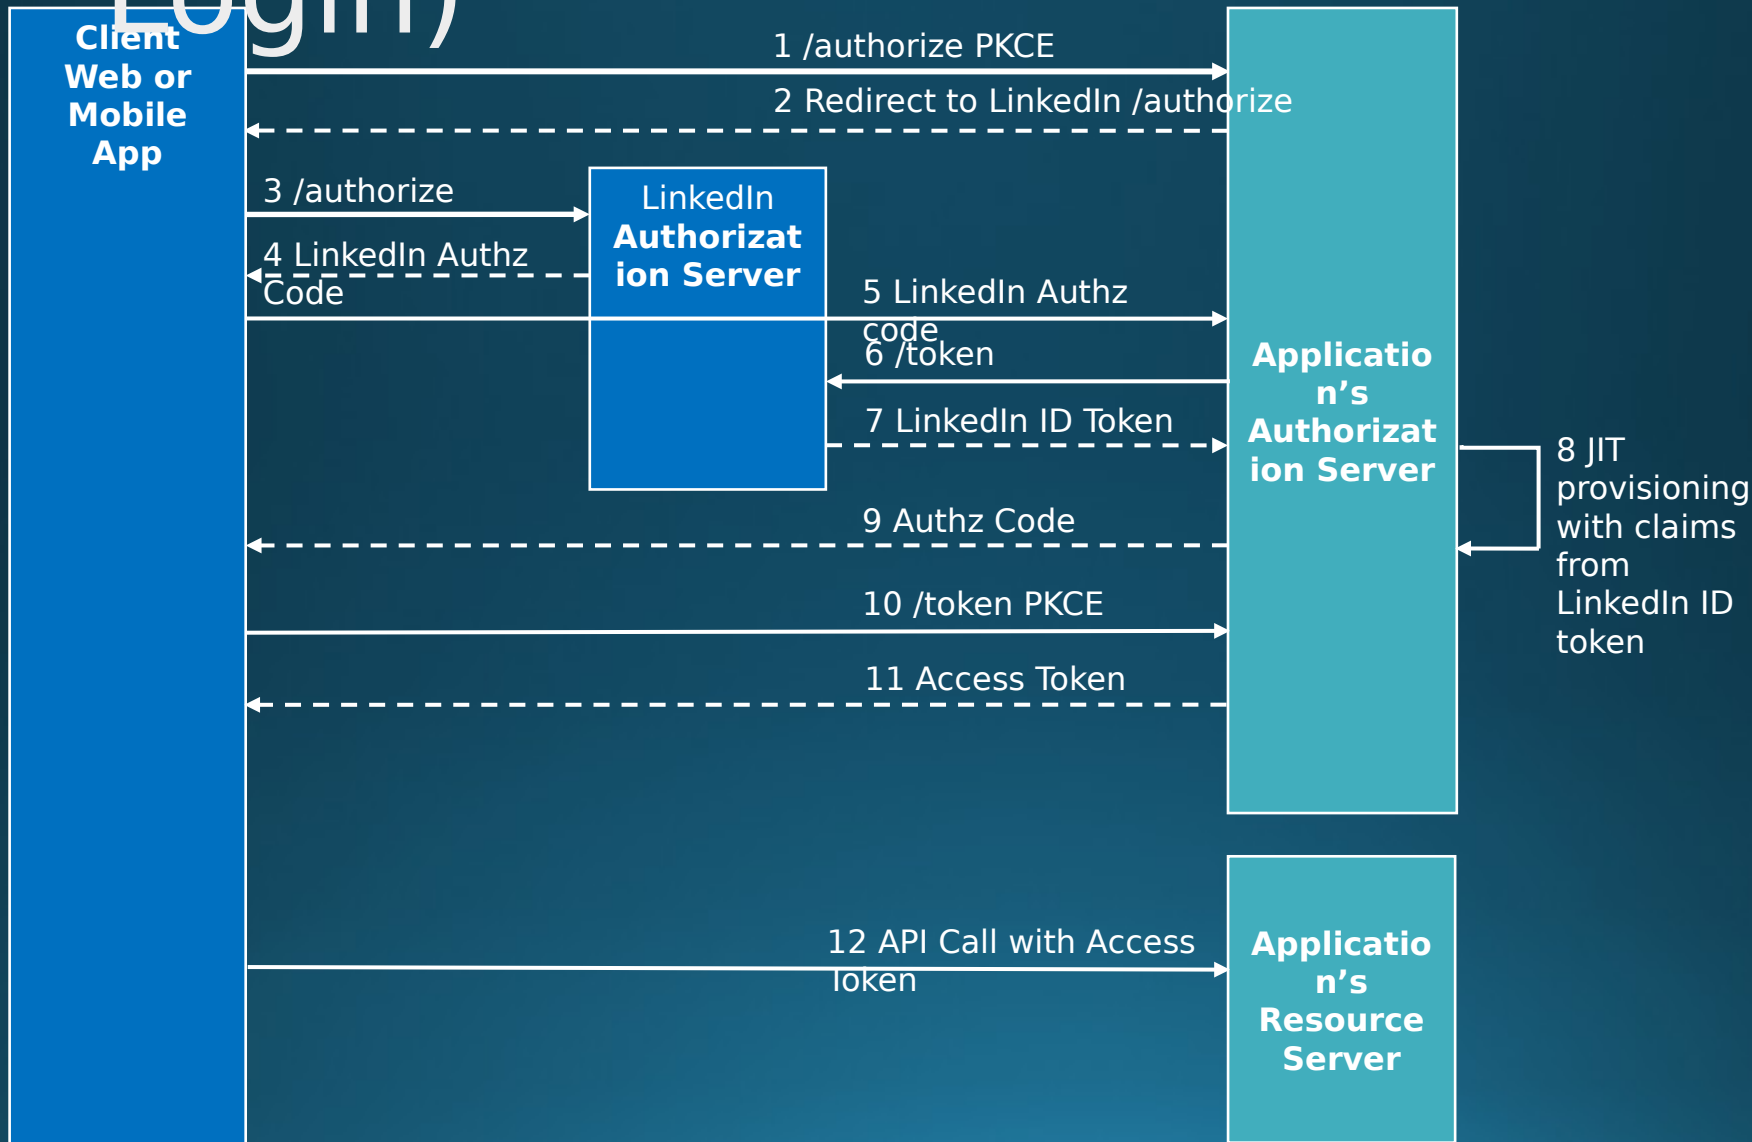 Login)
Client
Web or
Mobile
App
1 /authorize PKCE
2 Redirect to LinkedIn /authorize
3 /authorize
LinkedIn
Authorizat
ion Server
4 LinkedIn Authz
Code
5 LinkedIn Authz
code
6 /token
7 LinkedIn ID Token
Applicatio
n’s
Authorizat
ion Server
8 JIT
provisioning
with claims
from
LinkedIn ID
token
9 Authz Code
10 /token PKCE
11 Access Token
12 API Call with Access
Token
Applicatio
n’s
Resource
Server